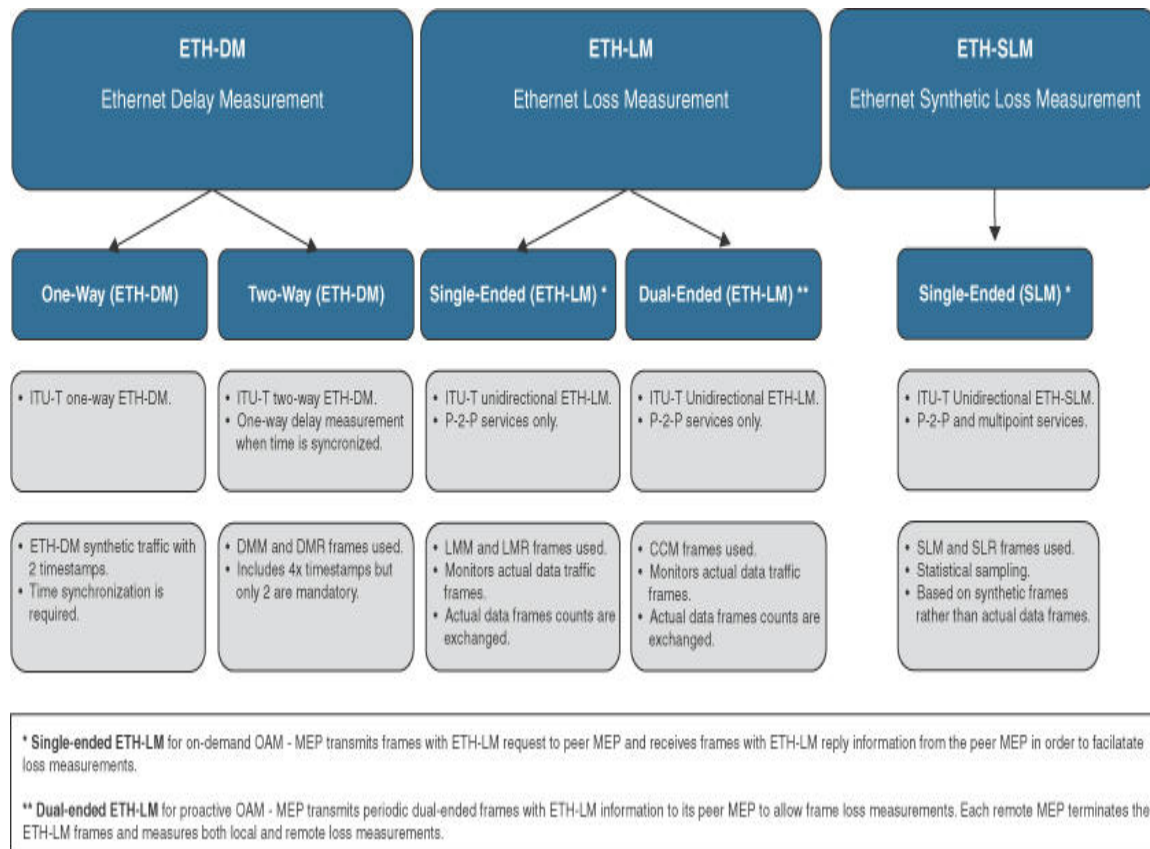 ETH-DM
Ethernet Delay Measurement
ETH-LM
Ethernet Loss Measurement
ETH-SLM
Ethernet Synthetic Loss Measurement
One-Way (ETH-DM)
Two-Way (ETH-DM)
Single-Ended (ETH-LM) *
Dual-Ended (ETH-LM) **
Single-Ended (SLM) *
• ITU-T one-way ETH-DM.
• ITU-T two-way ETH-DM.
• One-way delay measurement
when time is syncronized.
• ITU-T unidirectional ETH-LM.
• P-2-P services only.
• ITU-T Unidirectional ETH-LM.
• P-2-P services only.
• ITU-T Unidirectional ETH-SLM.
• P-2-P and multipoint services.
• ETH-DM synthetic traffic with
2 timestamps.
• Time synchronization is
required.
• DMM and DMR frames used.
• Includes 4x timestamps but
only 2 are mandatory.
• LMM and LMR frames used.
• Monitors actual data traffic
frames.
• Actual data frames counts are
exchanged.
• CCM frames used.
• Monitors actual data traffic
frames.
• Actual data frames counts are
exchanged.
• SLM and SLR frames used.
• Statistical sampling.
• Based on synthetic frames
rather than actual data frames.
* Single-ended ETH-LM for on-demand OAM - MEP transmits frames with ETH-LM request to peer MEP and receives frames with ETH-LM reply information from the peer MEP in order to facilatate
loss measurements.
** Dual-ended ETH-LM for proactive OAM - MEP transmits periodic dual-ended frames with ETH-LM information to its peer MEP to allow frame loss measurements. Each remote MEP terminates the
ETH-LM frames and measures both local and remote loss measurements.